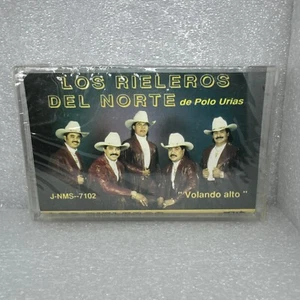 LOS RIELEROS
DEL NORTE de Polo Urias
J-NMS--7102
"Volando alto"